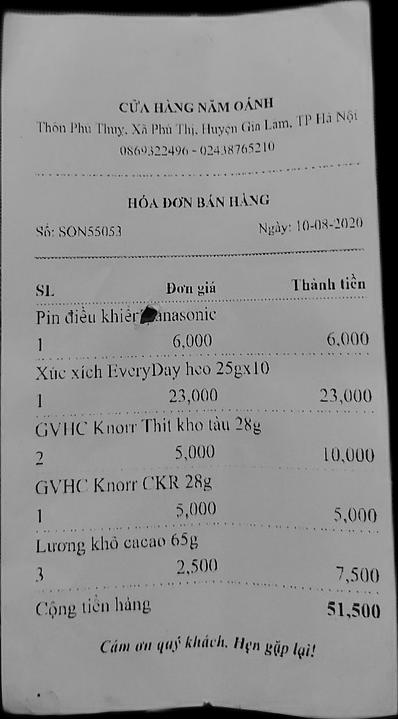 CỬA HÀNG NĂM OÁNH
Thôn Phú Thụy, Xã Phú Thị, Huyện Gia Lâm, TP Hà Nội
0869322496 - 02438765210
HÓA ĐƠN BÁN HÀNG
Số: SON55053 Ngày: 10-08-2020
SL Đơn giá Thành tiền
Pin điều khiển Panasonic
1 6,000 6,000
Xúc xích EveryDay heo 25gx10
1 23,000 23,000
GVHC Knorr Thịt kho tàu 28g
2 5,000 10,000
GVHC Knorr CKR 28g
1 5,000 5,000
Lương khô cacao 65g
3 2,500 7,500
Cộng tiền hàng 51,500
Cảm ơn quý khách. Hẹn gặp lại!